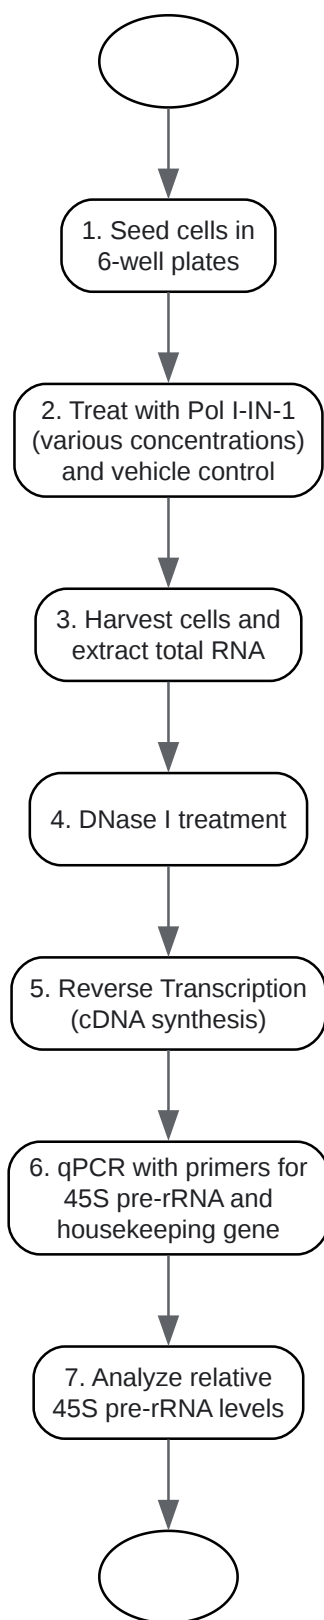 1. Seed cells in
6-well plates
2. Treat with Pol I-IN-1
(various concentrations)
and vehicle control
3. Harvest cells and
extract total RNA
4. DNase I treatment
5. Reverse Transcription
(cDNA synthesis)
6. qPCR with primers for
45S pre-rRNA and
housekeeping gene
7. Analyze relative
45S pre-rRNA levels